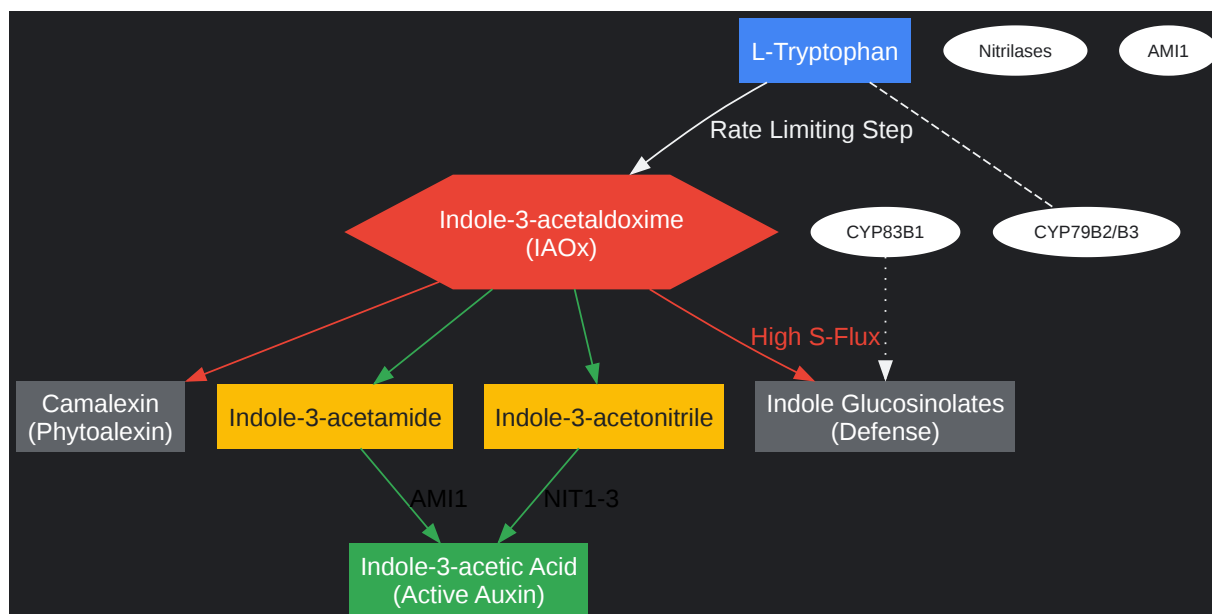 L-Tryptophan
Nitrilases
AMI1
Rate Limiting Step
Indole-3-acetaldoxime
(IAOx)
CYP83B1
CYP79B2/B3
High S-Flux
Camalexin
(Phytoalexin)
Indole-3-acetamide
Indole-3-acetonitrile
Indole Glucosinolates
(Defense)
AMI1
NIT1-3
Indole-3-acetic Acid
(Active Auxin)